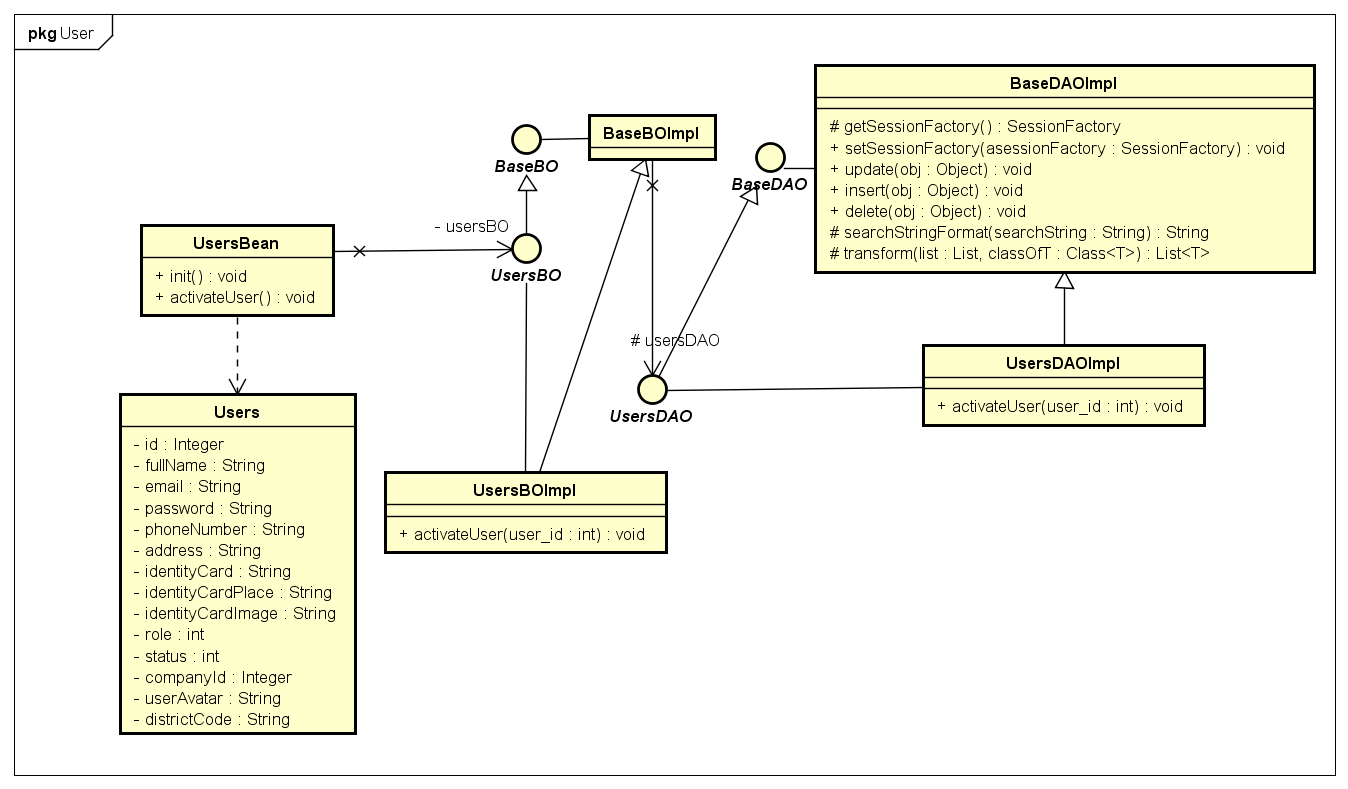 pkg User
BaseDAOImpl
# getSessionFactory() : SessionFactory
+ setSessionFactory(asessionFactory : SessionFactory) : void
+ update(obj : Object) : void
+ insert(obj : Object) : void
+ delete(obj : Object) : void
# searchStringFormat(searchString : String) : String
# transform(list : List, classOfT : Class<T>) : List<T>
BaseBOImpl
BaseBO
BaseDAO
- usersBO
UsersBO
UsersBean
+ init() : void
+ activateUser() : void
# usersDAO
UsersDAO
UsersDAOImpl
+ activateUser(user_id : int) : void
Users
- id : Integer
- fullName : String
- email : String
- password : String
- phoneNumber : String
- address : String
- identityCard : String
- identityCardPlace : String
- identityCardImage : String
- role : int
- status : int
- companyId : Integer
- userAvatar : String
- districtCode : String
UsersBOImpl
+ activateUser(user_id : int) : void